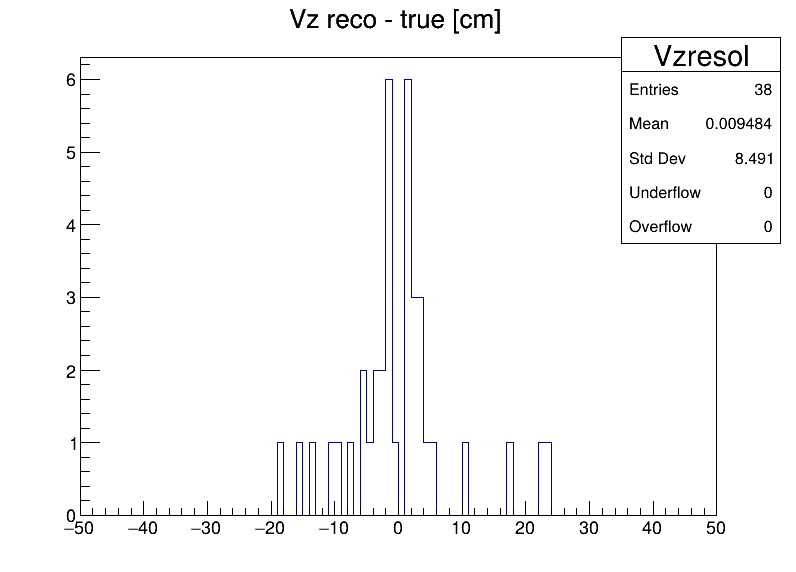 Vz reco - true [cm]
Vzresol
Entries 38
Mean 0.009484
Std Dev 8.491
Underflow 0
Overflow 0
6
5
4
3
2
1
0
−50 −40 −30 −20 −10 0 10 20 30 40 50